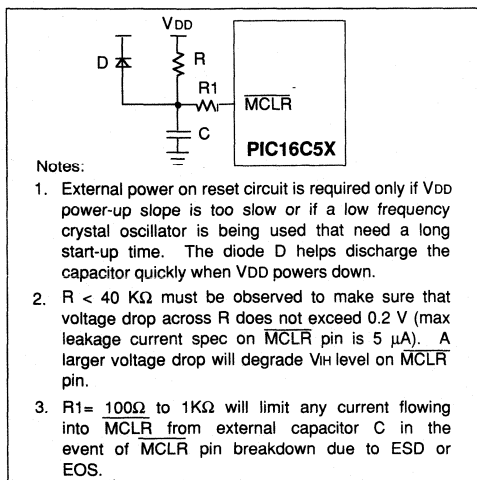 VDD
D
R
R1
MCLR
C
PIC16C5X
Notes:
1. External power on reset circuit is required only if VDD
power-up slope is too slow or if a low frequency
crystal oscillator is being used that need a long
start-up time. The diode D helps discharge the
capacitor quickly when VDD powers down.
2. R < 40 KΩ must be observed to make sure that
voltage drop across R does not exceed 0.2 V (max
leakage current spec on MCLR pin is 5 μA). A
larger voltage drop will degrade VIH level on MCLR
pin.
3. R1= 100Ω to 1KΩ will limit any current flowing
into MCLR from external capacitor C in the
event of MCLR pin breakdown due to ESD or
EOS.